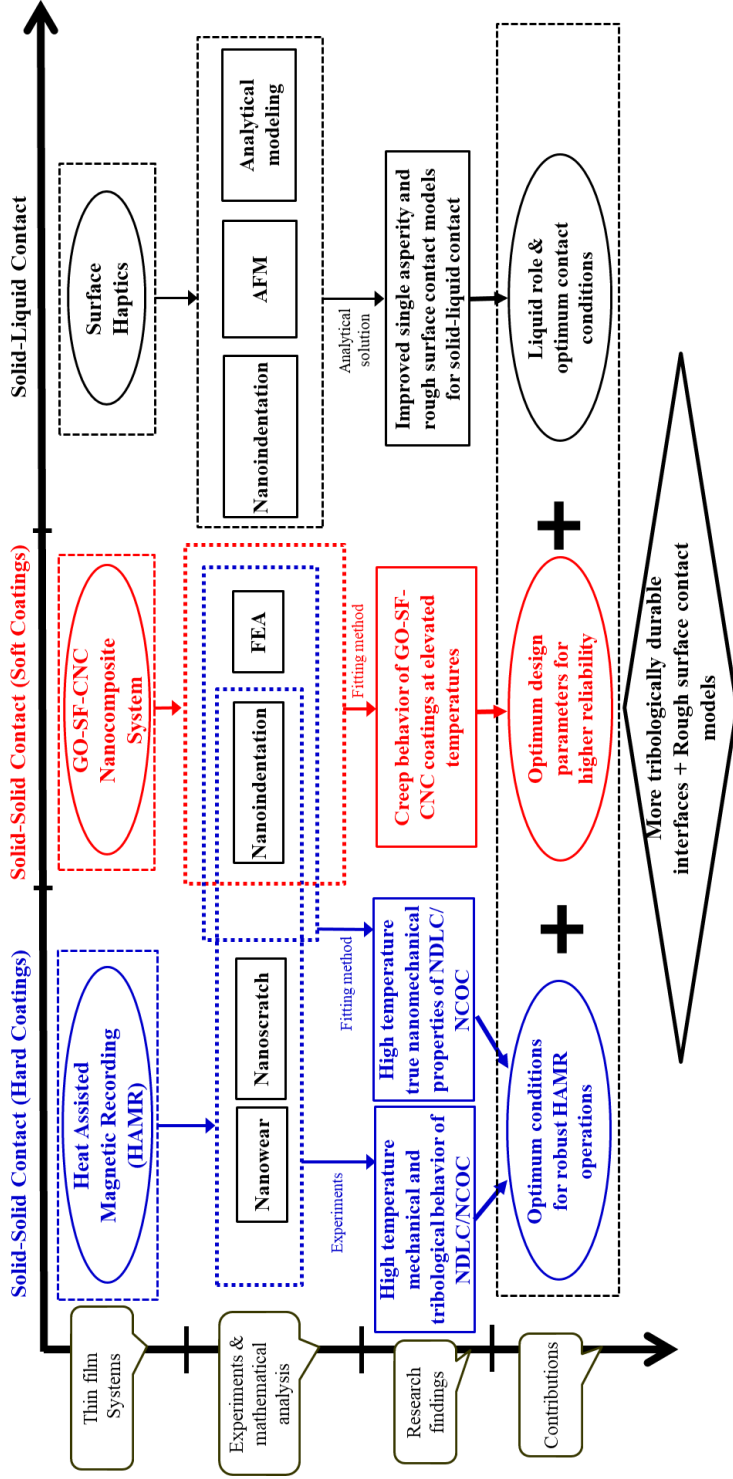 Solid-Solid Contact (Hard Coatings)
Solid-Solid Contact (Soft Coatings)
Solid-Liquid Contact
Thin film
Systems
Heat Assisted
Magnetic Recording
(HAMR)
GO-SF-CNC
Nanocomposite
System
Surface
Haptics
Experiments &
mathematical
analysis
Nanowear
Nanoscratch
Nanoindentation
FEA
Nanoindentation
AFM
Analytical
modeling
Experiments
Fitting method
Fitting method
Analytical
solution
Research
findings
High temperature
mechanical and
tribological behavior of
NDLC/NCOC
High temperature
true nanomechanical
properties of NDLC/
NCOC
Creep behavior of GO-SF-
CNC coatings at elevated
temperatures
Improved single asperity and
rough surface contact models
for solid-liquid contact
Contributions
Optimum conditions
for robust HAMR
operations
+
Optimum design
parameters for
higher reliability
+
Liquid role &
optimum contact
conditions
More tribologically durable
interfaces + Rough surface contact
models